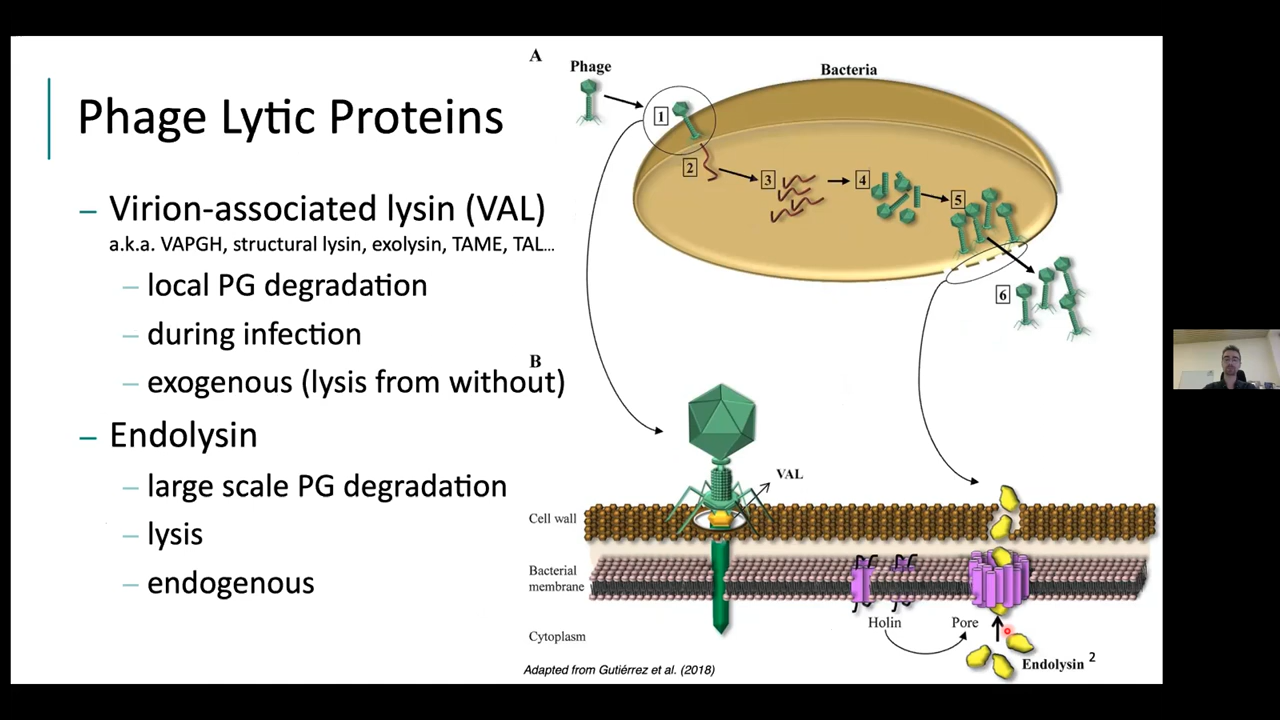 Phage Lytic Proteins
– Virion-associated lysin (VAL)
a.k.a. VAPGH, structural lysin, exolysin, TAME, TAL...
– local PG degradation
– during infection
– exogenous (lysis from without)
– Endolysin
– large scale PG degradation
– lysis
– endogenous
A
Phage
Bacteria
1
2
3
4
5
6
B
VAL
Cell wall
Bacterial
membrane
Cytoplasm
Holin
Pore
Endolysin
Adapted from Gutiérrez et al. (2018)
2